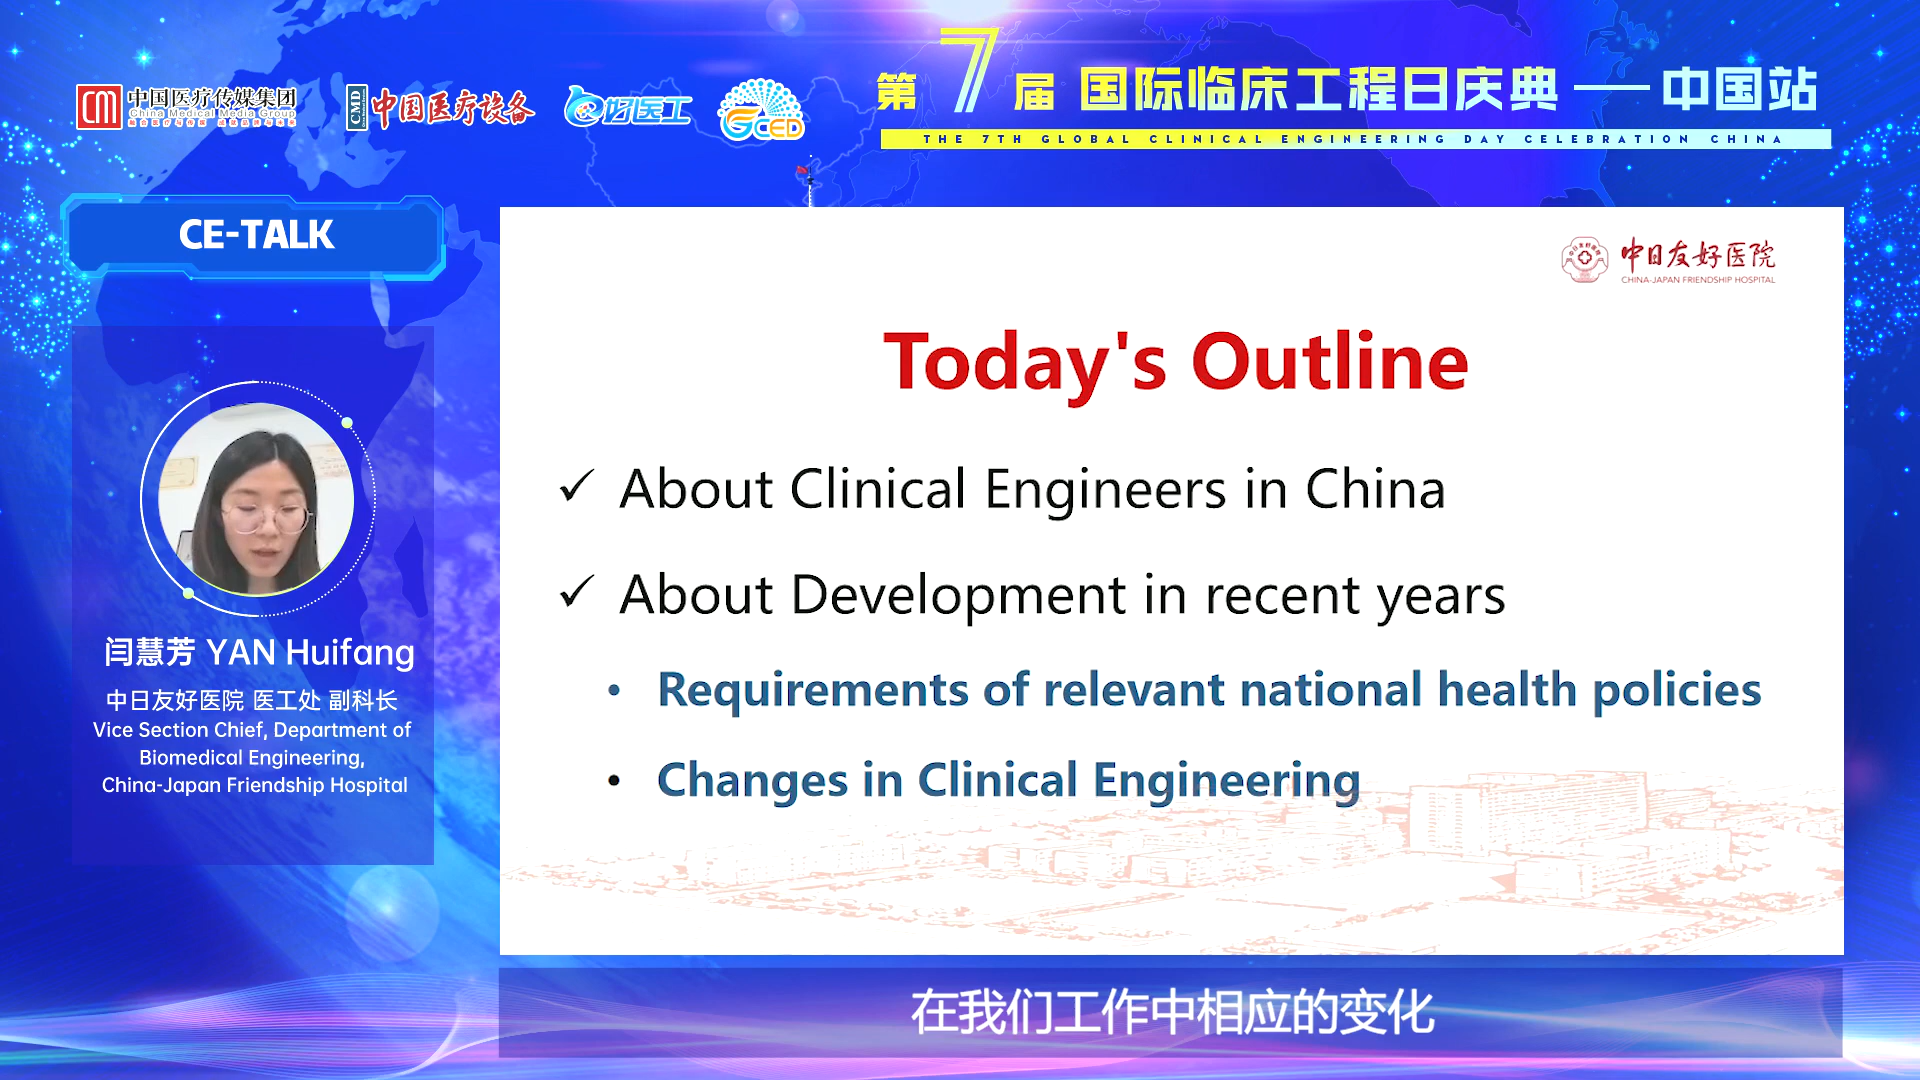 中国医疗传媒集团
China Medical Media Group
CMD
中国医疗设备
好医工
GCED
第7届 国际临床工程日庆典——中国站
THE 7TH GLOBAL CLINICAL ENGINEERING DAY CELEBRATION CHINA
CE-TALK
闫慧芳 YAN Huifang
中日友好医院 医工处 副科长
Vice Section Chief, Department of
Biomedical Engineering,
China-Japan Friendship Hospital
中日友好医院
CHINA-JAPAN FRIENDSHIP HOSPITAL
Today's Outline
✓ About Clinical Engineers in China
✓ About Development in recent years
• Requirements of relevant national health policies
• Changes in Clinical Engineering
在我们工作中相应的变化